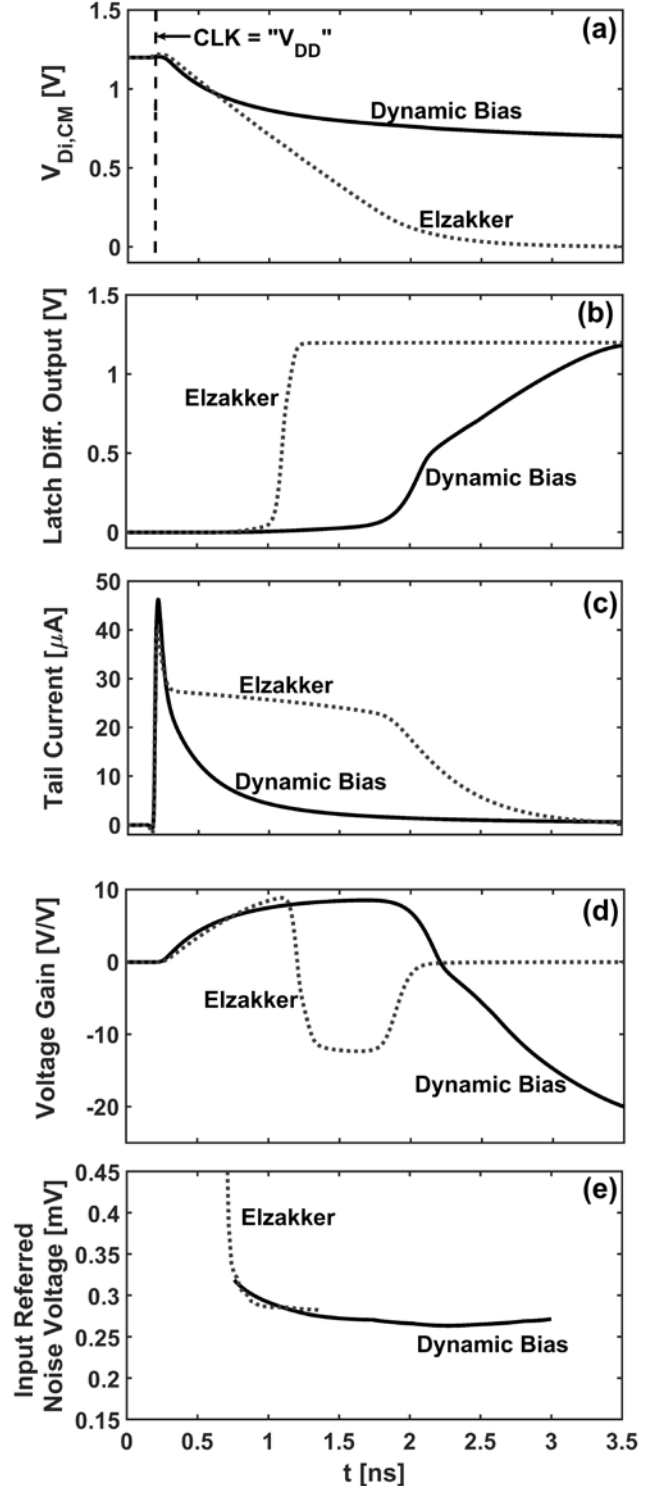 1.5
(a)
CLK = "V_DD"
1
Dynamic Bias
V_Di,CM [V]
0.5
Elzakker
0
1.5
(b)
1
Elzakker
Latch Diff. Output [V]
0.5
Dynamic Bias
0
50
(c)
40
30
Elzakker
Tail Current [μA]
20
10
Dynamic Bias
0
10
(d)
0
Elzakker
Voltage Gain [V/V]
-10
Dynamic Bias
-20
0.45
(e)
0.4
Elzakker
0.35
Input Referred
Noise Voltage [mV]
0.3
0.25
Dynamic Bias
0.2
0.15
0 0.5 1 1.5 2 2.5 3 3.5
t [ns]